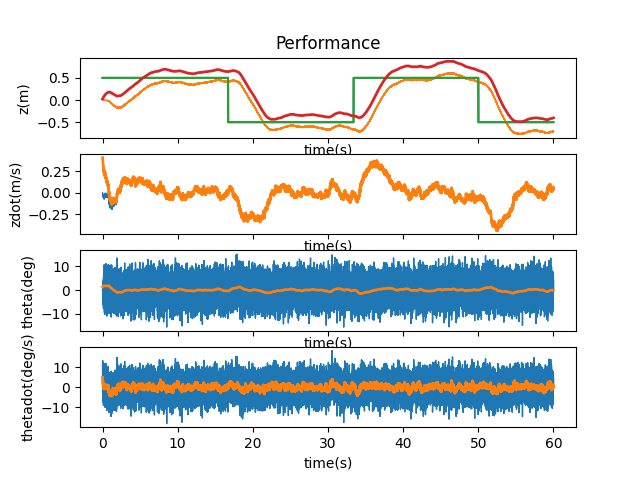 Performance
z(m)
0.5
0.0
−0.5
time(s)
zdot(m/s)
0.25
0.00
−0.25
time(s)
theta(deg)
10
0
−10
time(s)
thetadot(deg/s)
10
0
−10
0 10 20 30 40 50 60
time(s)